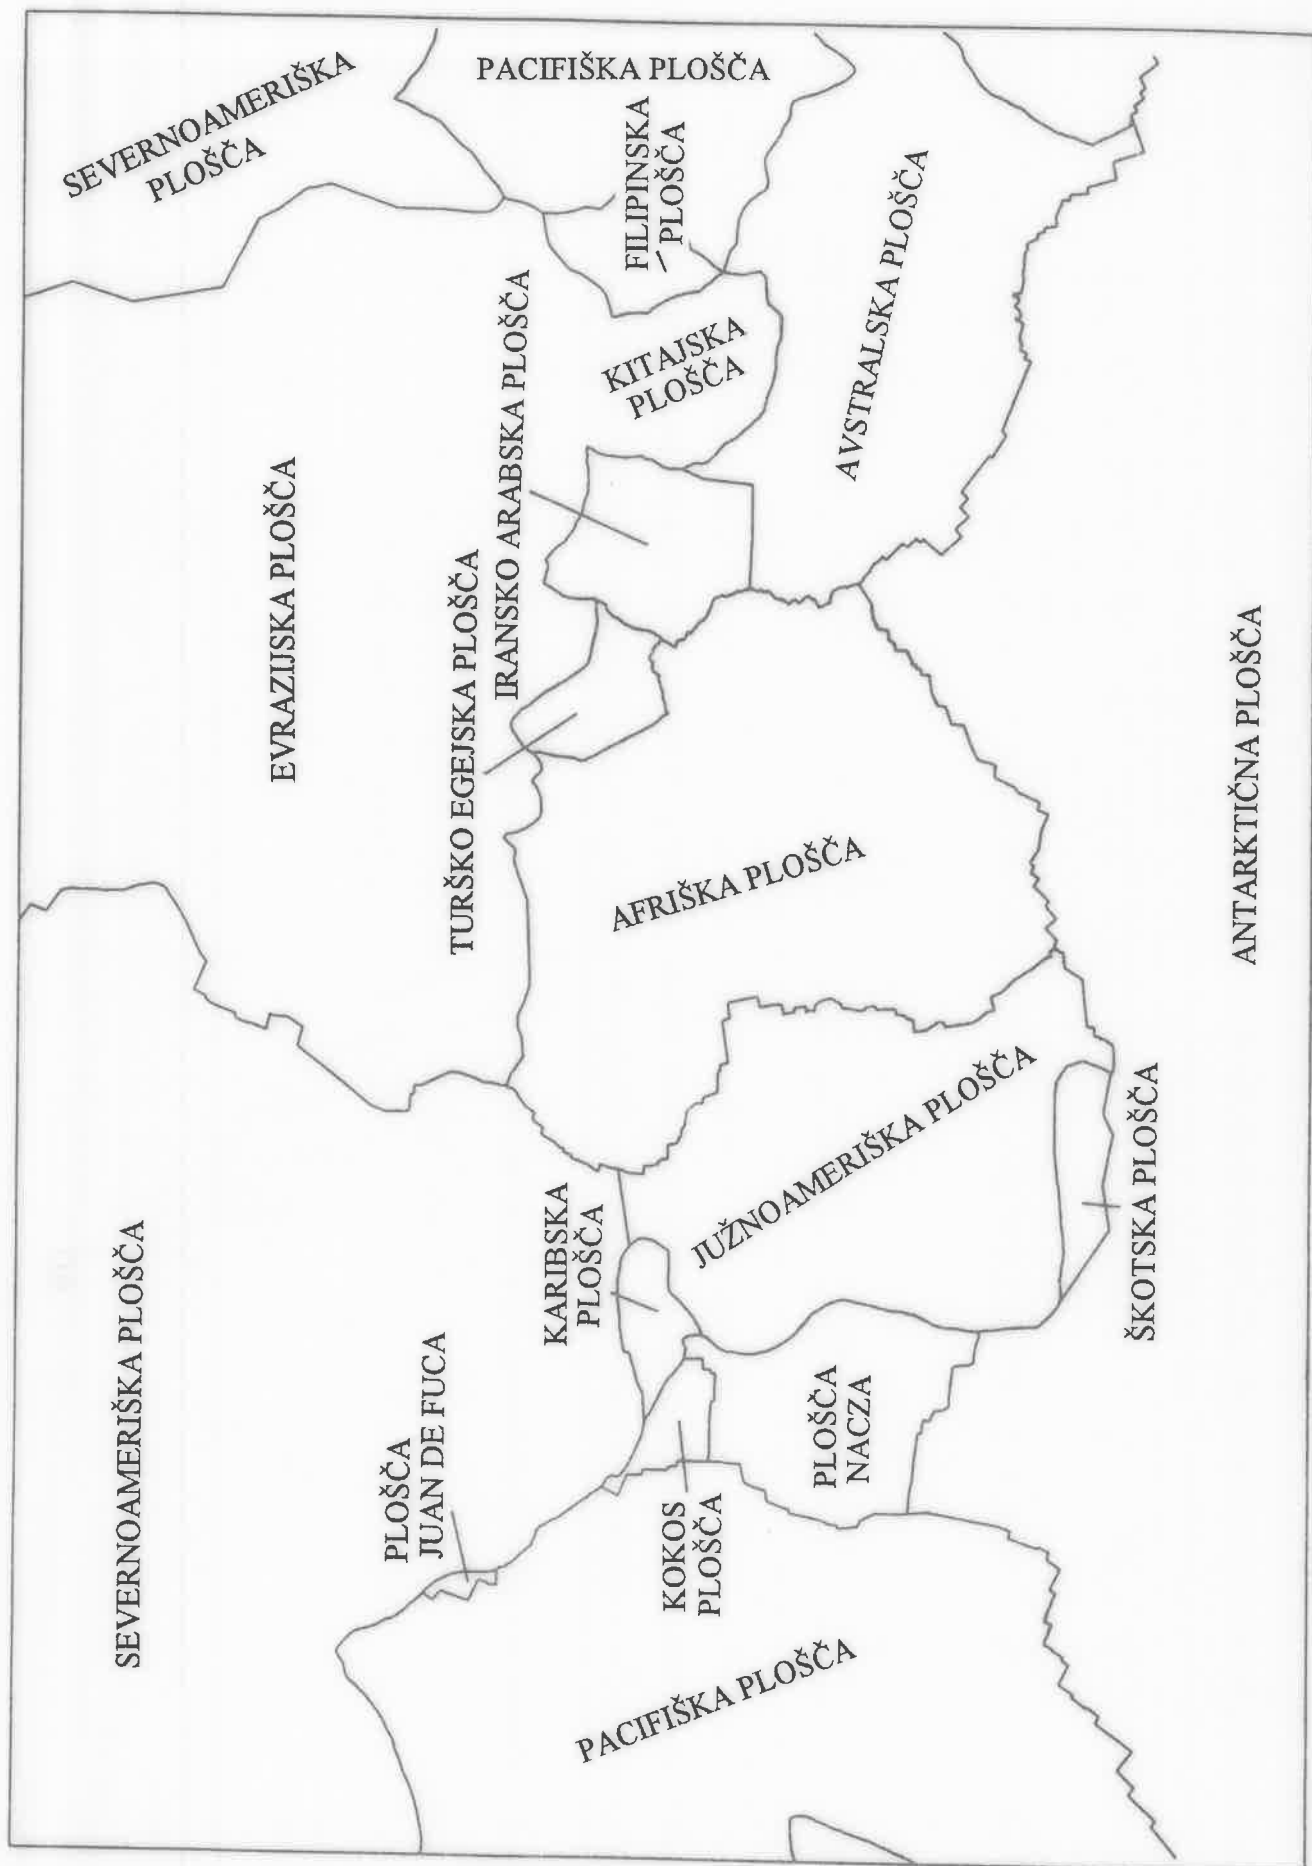 SEVERNOAMERIŠKA PLOŠČA
PLOŠČA
JUAN DE FUCA
KARIBSKA
PLOŠČA
KOKOS
PLOŠČA
PLOŠČA
NACZA
PACIFIŠKA PLOŠČA
JUŽNOAMERIŠKA PLOŠČA
ŠKOTSKA PLOŠČA
EVRAZIJSKA PLOŠČA
TURŠKO EGEJSKA PLOŠČA
IRANSKO ARABSKA PLOŠČA
AFRIŠKA PLOŠČA
ANTARKTIČNA PLOŠČA
SEVERNOAMERIŠKA
PLOŠČA
PACIFIŠKA PLOŠČA
FILIPINSKA
PLOŠČA
KITAJSKA
PLOŠČA
AVSTRALSKA PLOŠČA